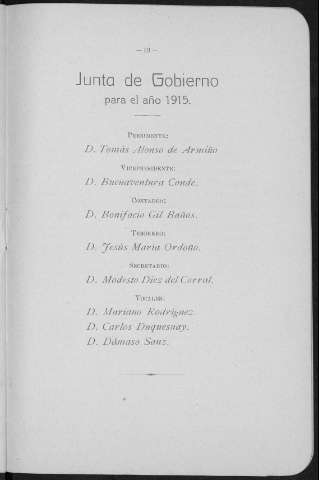 — 19 —
Junta de Gobierno
para el año 1915.
PRESIDENTE:
D. Tomás Alonso de Armiño
VICEPRESIDENTE:
D. Buenaventura Conde.
CONTADOR:
D. Bonifacio Gil Baños.
TESORERO:
D. Jesús María Ordoño.
SECRETARIO:
D. Modesto Díez del Corral.
VOCALES:
D. Mariano Rodríguez.
D. Carlos Duquesnay.
D. Dámaso Sanz.